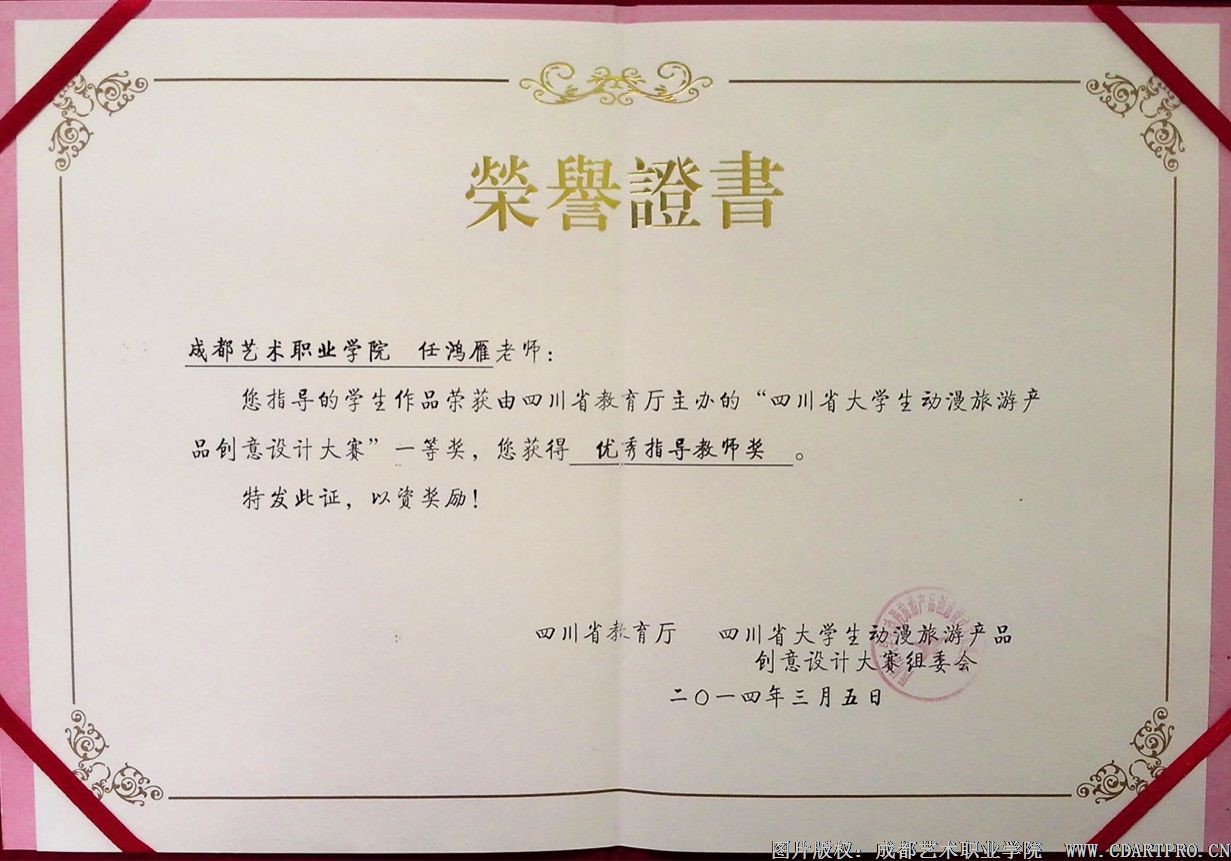 榮譽證書
成都艺术职业学院 任鸿雁老师：
您指导的学生作品荣获由四川省教育厅主办的“四川省大学生动漫旅游产
品创意设计大赛”一等奖，您获得 优秀指导教师奖 。
特发此证，以资奖励！
四川省教育厅 四川省大学生动漫旅游产品
创意设计大赛组委会
二〇一四年三月五日
图片版权：成都艺术职业学院 www.CDARTPRO.CN